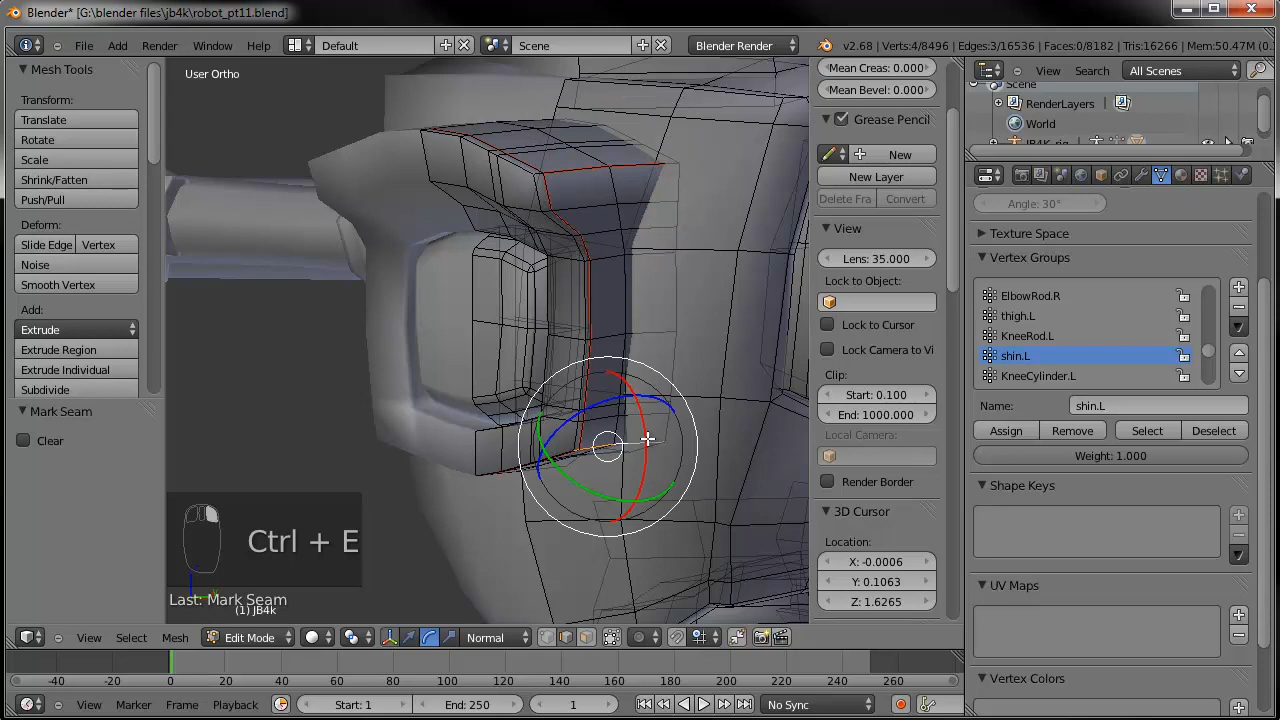 Blender* [G:\blender files\jb4k\robot_pt11.blend]
File Add Render Window Help
Default
Scene
Blender Render
v2.68 | Verts:4/8496 | Edges:3/16536 | Faces:0/8182 | Tris:16266 | Mem:50.47M (0.
Mesh Tools
Transform:
Translate
Rotate
Scale
Shrink/Fatten
Push/Pull
Deform:
Slide Edge Vertex
Noise
Smooth Vertex
Add:
Extrude
Extrude Region
Extrude Individual
Subdivide
Mark Seam
Clear
User Ortho
Ctrl + E
Last: Mark Seam
(1) JB4k
Mean Creas: 0.000
Mean Bevel: 0.000
Grease Pencil
New
New Layer
Delete Fra Convert
View
Lens: 35.000
Lock to Object:
Lock to Cursor
Lock Camera to Vi
Clip:
Start: 0.100
End: 1000.000
Local Camera:
Render Border
3D Cursor
Location:
X: -0.0006
Y: 0.1063
Z: 1.6265
View Search All Scenes
Scene
RenderLayers
World
JB4K_rig
Angle: 30°
Texture Space
Vertex Groups
ElbowRod.R
thigh.L
KneeRod.L
shin.L
KneeCylinder.L
Name: shin.L
Assign Remove Select Deselect
Weight: 1.000
Shape Keys
UV Maps
Vertex Colors
View Select Mesh Edit Mode Normal
-40 -20 0 20 40 60 80 100 120 140 160 180 200 220 240 260
View Marker Frame Playback Start: 1 End: 250 1 No Sync